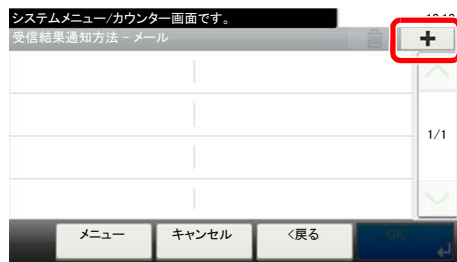 システムメニュー/カウンター画面です。
受信結果通知方法 - メール
+
1/1
メニュー
キャンセル
<戻る
OK